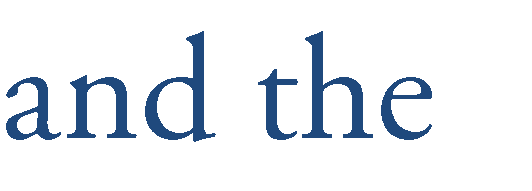 and the